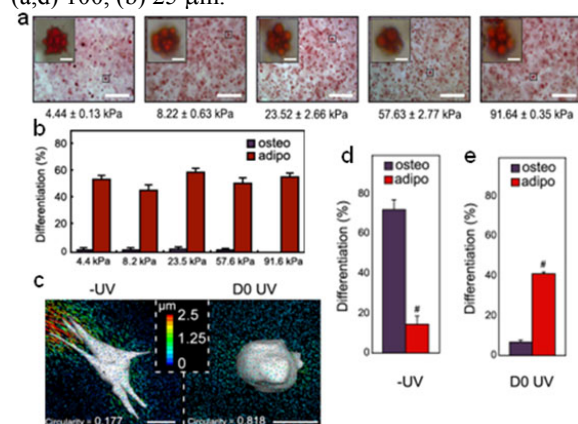 (a,d) 100; (b) 25 µm.
a
4.44 ± 0.13 kPa 8.22 ± 0.63 kPa 23.52 ± 2.66 kPa 57.63 ± 2.77 kPa 91.64 ± 0.35 kPa
b
osteo
adipo
Differentiation (%)
80
60
40
20
0
4.4 kPa 8.2 kPa 23.5 kPa 57.6 kPa 91.6 kPa
c
-UV D0 UV
µm
2.5
1.25
0
Circularity = 0.177 Circularity = 0.818
d
osteo
adipo
Differentiation (%)
80
60
40
20
0
#
-UV
e
osteo
adipo
Differentiation (%)
80
60
40
20
0
#
D0 UV